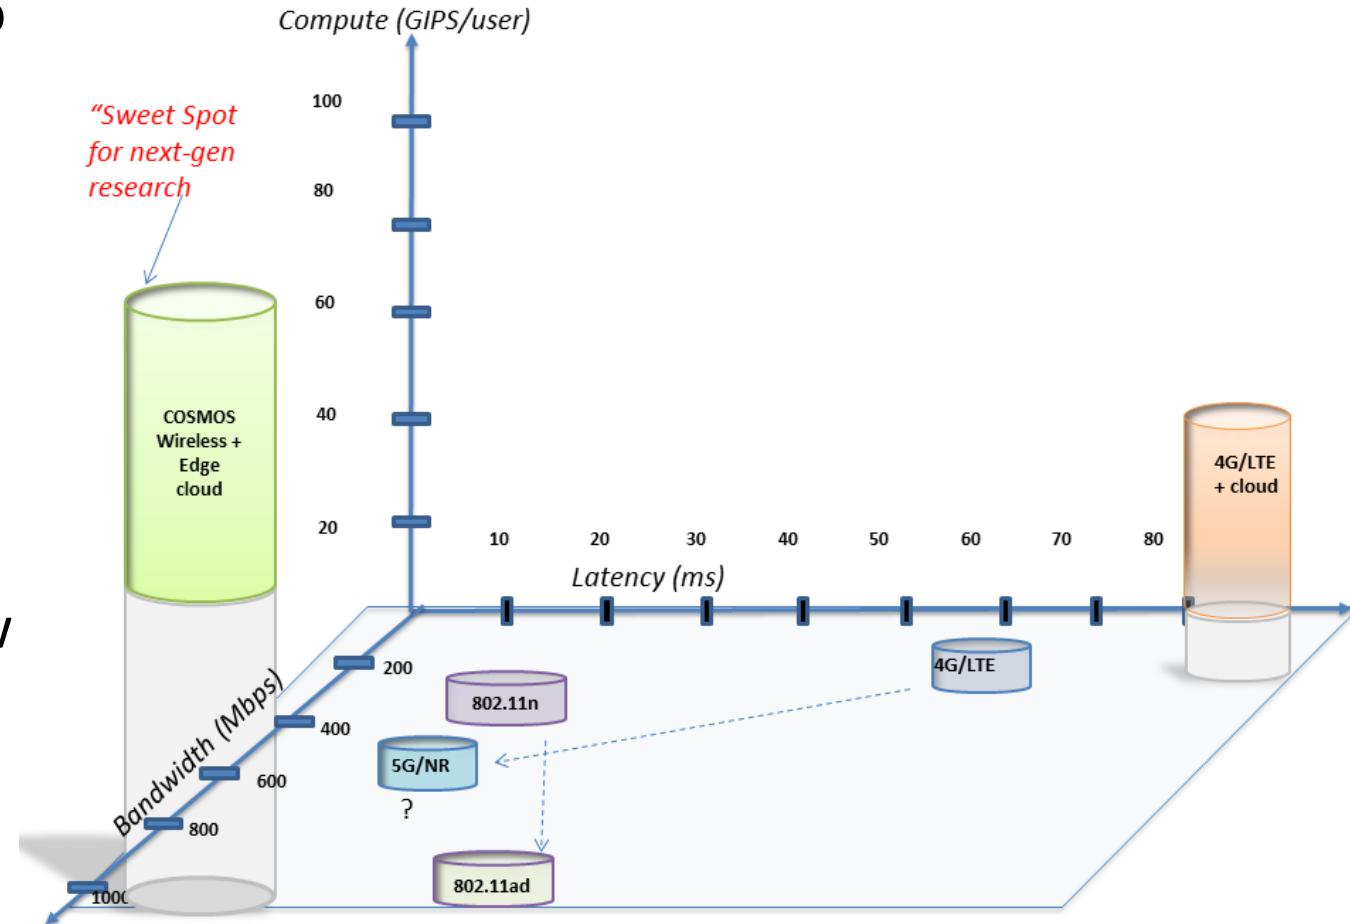 Compute (GIPS/user)
“Sweet Spot
for next-gen
research
100
80
60
40
20
COSMOS
Wireless +
Edge
cloud
4G/LTE
+ cloud
10 20 30 40 50 60 70 80
Latency (ms)
200
400
600
800
1000
Bandwidth (Mbps)
4G/LTE
802.11n
5G/NR
?
802.11ad